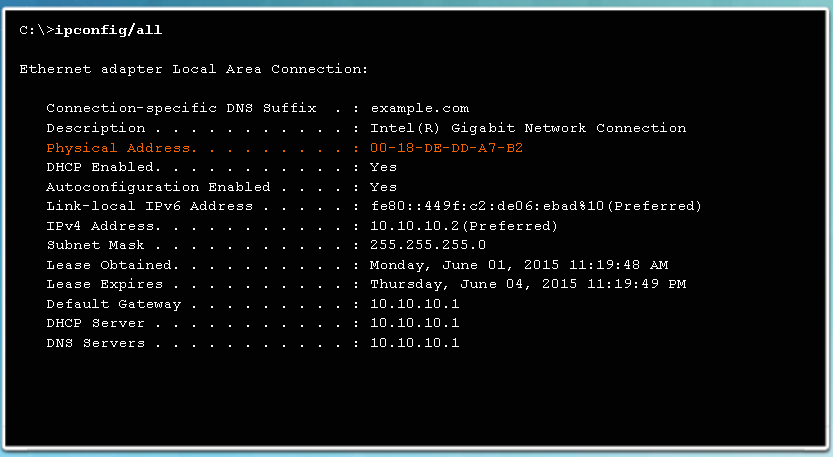 C:\>ipconfig/all
Ethernet adapter Local Area Connection:
Connection-specific DNS Suffix . : example.com
Description . . . . . . . . . . . : Intel(R) Gigabit Network Connection
Physical Address. . . . . . . . . : 00-18-DE-DD-A7-B2
DHCP Enabled. . . . . . . . . . . : Yes
Autoconfiguration Enabled . . . . : Yes
Link-local IPv6 Address . . . . . : fe80::449f:c2:de06:ebad%10(Preferred)
IPv4 Address. . . . . . . . . . . : 10.10.10.2(Preferred)
Subnet Mask . . . . . . . . . . . : 255.255.255.0
Lease Obtained. . . . . . . . . . : Monday, June 01, 2015 11:19:48 AM
Lease Expires . . . . . . . . . . : Thursday, June 04, 2015 11:19:49 PM
Default Gateway . . . . . . . . . : 10.10.10.1
DHCP Server . . . . . . . . . . . : 10.10.10.1
DNS Servers . . . . . . . . . . . : 10.10.10.1